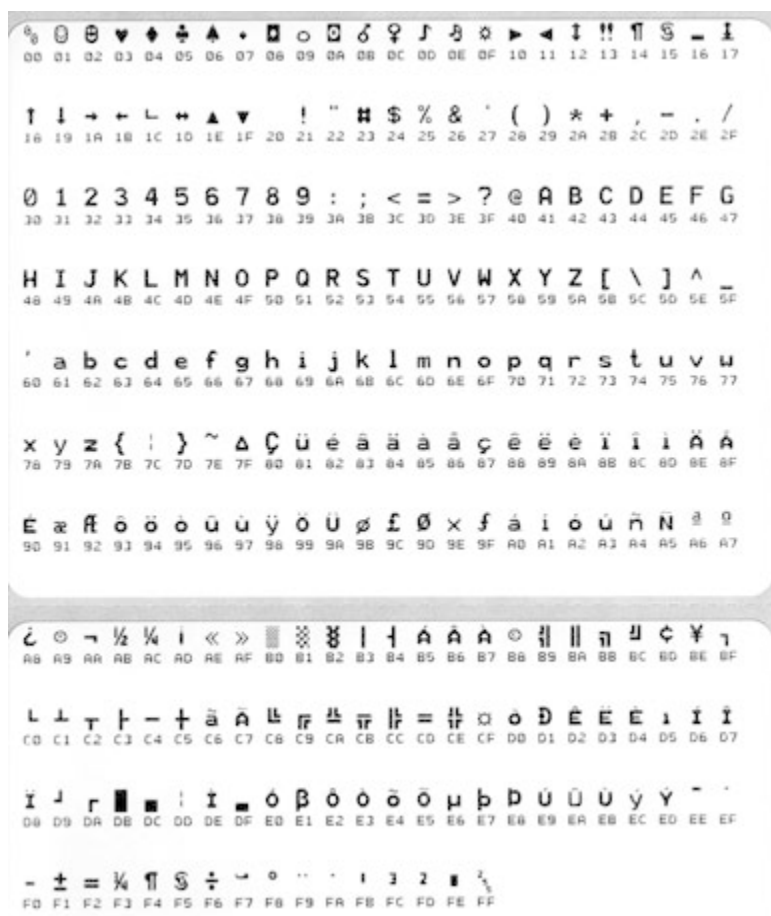 ☺ ☻ ♥ ♦ ♣ ♠ • ◘ ○ ◙ ♂ ♀ ♪ ♫ ☼ ► ◄ ↕ ‼ ¶ § ▬ ↨
00 01 02 03 04 05 06 07 08 09 0A 0B 0C 0D 0E 0F 10 11 12 13 14 15 16 17
↑ ↓ → ← ∟ ↔ ▲ ▼ ! " # $ % & ' ( ) * + , - . /
18 19 1A 1B 1C 1D 1E 1F 20 21 22 23 24 25 26 27 28 29 2A 2B 2C 2D 2E 2F
0 1 2 3 4 5 6 7 8 9 : ; < = > ? @ A B C D E F G
30 31 32 33 34 35 36 37 38 39 3A 3B 3C 3D 3E 3F 40 41 42 43 44 45 46 47
H I J K L M N O P Q R S T U V W X Y Z [ \ ] ^ _
48 49 4A 4B 4C 4D 4E 4F 50 51 52 53 54 55 56 57 58 59 5A 5B 5C 5D 5E 5F
' a b c d e f g h i j k l m n o p q r s t u v w
60 61 62 63 64 65 66 67 68 69 6A 6B 6C 6D 6E 6F 70 71 72 73 74 75 76 77
x y z { ¦ } ~ ∆ Ç ü é â ä à å ç ê ë è ï î ì Ä Å
78 79 7A 7B 7C 7D 7E 7F 80 81 82 83 84 85 86 87 88 89 8A 8B 8C 8D 8E 8F
É æ Æ ô ö ò û ù ÿ Ö Ü ø £ Ø × ƒ á í ó ú ñ Ñ ª º
90 91 92 93 94 95 96 97 98 99 9A 9B 9C 9D 9E 9F A0 A1 A2 A3 A4 A5 A6 A7
¿ ® ¬ ½ ¼ ¡ « » ░ ▒ ▓ │ ┤ Á Â À © ╣ ║ ╗ ╝ ¢ ¥ ┐
A8 A9 AA AB AC AD AE AF B0 B1 B2 B3 B4 B5 B6 B7 B8 B9 BA BB BC BD BE BF
└ ┴ ┬ ├ ─ ┼ ã Ã ╚ ╔ ╩ ╦ ╠ = ╬ ¤ ð Ð Ê Ë È ı Í Î
C0 C1 C2 C3 C4 C5 C6 C7 C8 C9 CA CB CC CD CE CF D0 D1 D2 D3 D4 D5 D6 D7
Ï ┘ ┌ █ ▄ ¦ Ì ▬ Ó β Ô Ò õ Õ µ þ Þ Ú Û Ù ý Ý ¯ ´
D8 D9 DA DB DC DD DE DF E0 E1 E2 E3 E4 E5 E6 E7 E8 E9 EA EB EC ED EE EF
- ± = ¾ ¶ § ÷ ¸ ° ¨ · ¹ ³ ² ■
F0 F1 F2 F3 F4 F5 F6 F7 F8 F9 FA FB FC FD FE FF